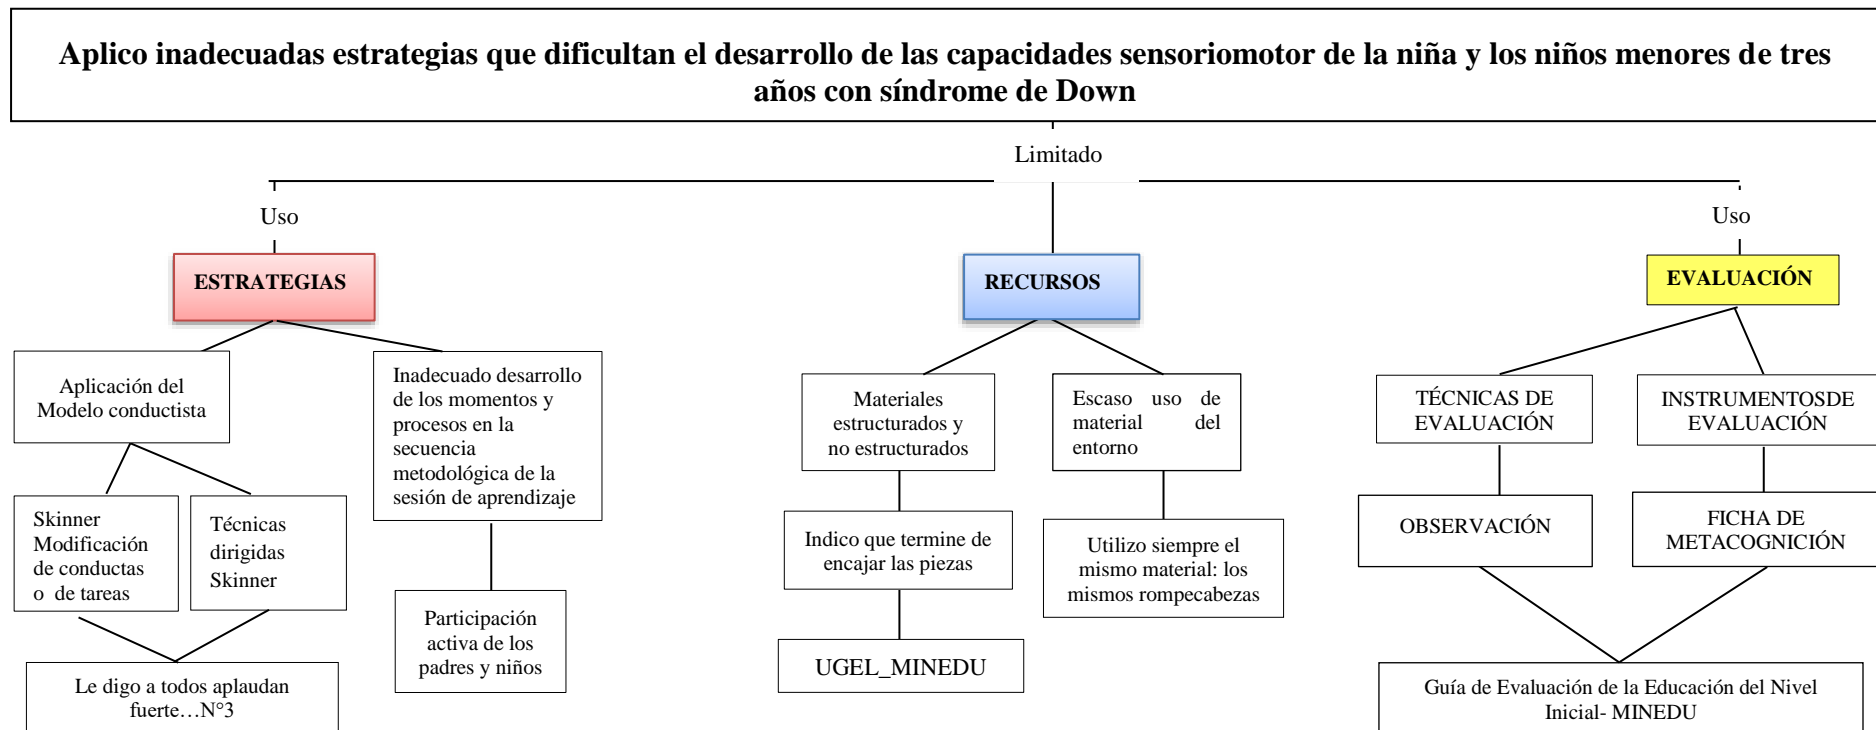 Aplico inadecuadas estrategias que dificultan el desarrollo de las capacidades sensoriomotor de la niña y los niños menores de tres
años con síndrome de Down
Limitado
Uso
Uso
ESTRATEGIAS
RECURSOS
EVALUACIÓN
Aplicación del
Modelo conductista
Inadecuado desarrollo
de los momentos y
procesos en la
secuencia
metodológica de la
sesión de aprendizaje
Materiales
estructurados y
no estructurados
Escaso uso de
material del
entorno
TÉCNICAS DE
EVALUACIÓN
INSTRUMENTOSDE
EVALUACIÓN
Skinner
Modificación
de conductas
o de tareas
Técnicas
dirigidas
Skinner
Indico que termine de
encajar las piezas
Utilizo siempre el
mismo material: los
mismos rompecabezas
OBSERVACIÓN
FICHA DE
METACOGNICIÓN
Participación
activa de los
padres y niños
UGEL_MINEDU
Le digo a todos aplaudan
fuerte…N°3
Guía de Evaluación de la Educación del Nivel
Inicial- MINEDU